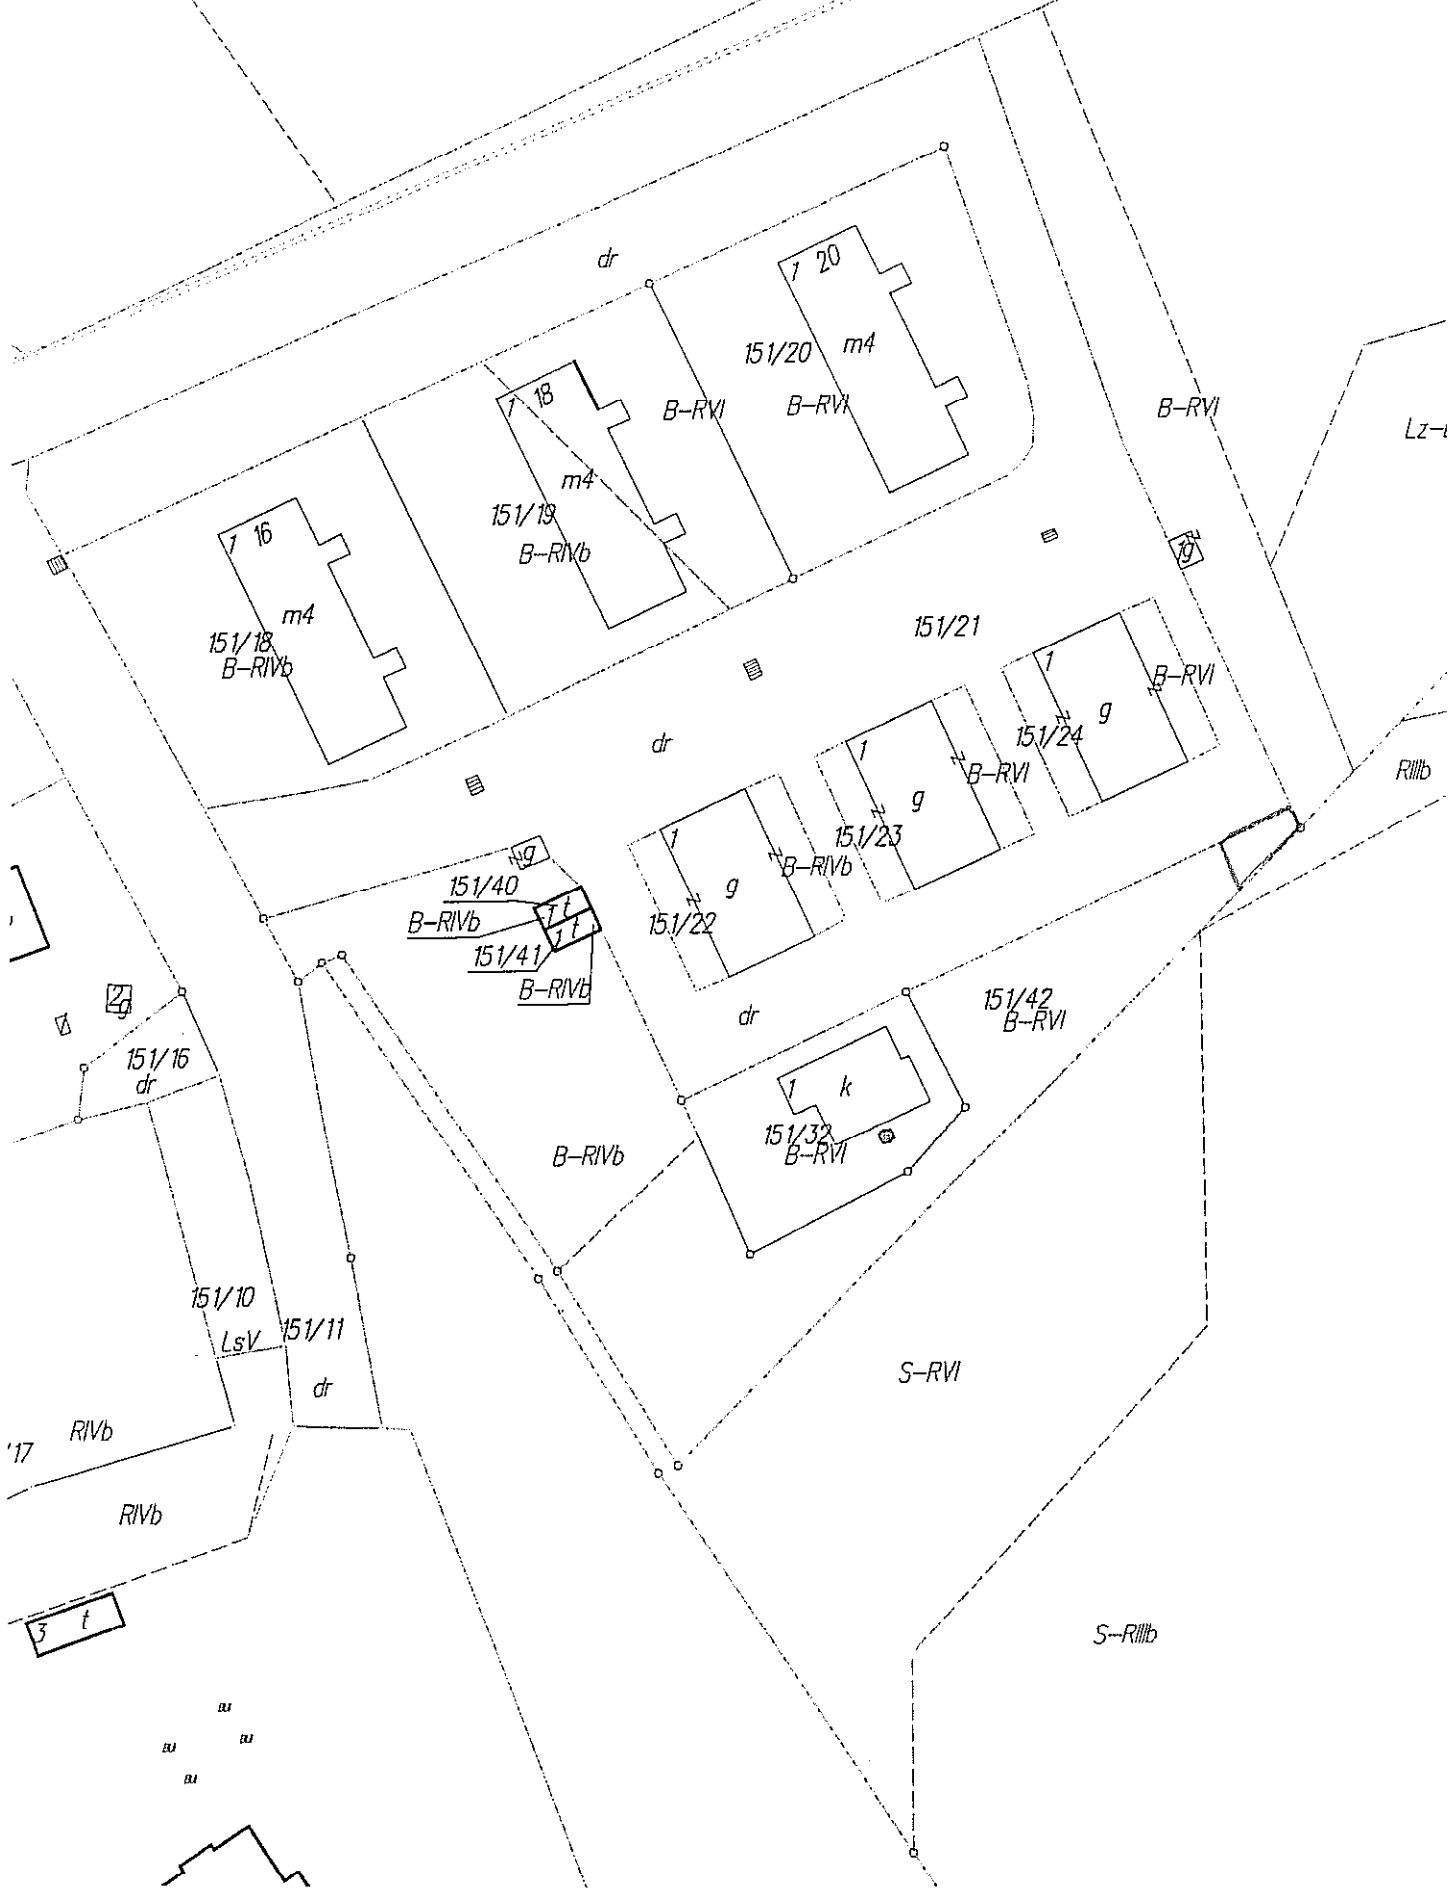 dr
1 20
151/20
m4
B-RVI
B-RVI
B-RVI
1 18
m4
151/19
B-RIVb
1 16
m4
151/18
B-RIVb
1g
151/21
1
B-RVI
g
151/24
dr
1
B-RVI
g
151/23
RIIIb
1
B-RIVb
g
151/22
g
151/40
B-RIVb
1 t
1 t
151/41
B-RIVb
2g
151/16
dr
dr
151/42
B-RVI
1 k
151/32
B-RVI
B-RIVb
151/10
LsV
151/11
dr
S-RVI
RIVb
RIVb
3 t
S-RIIIb